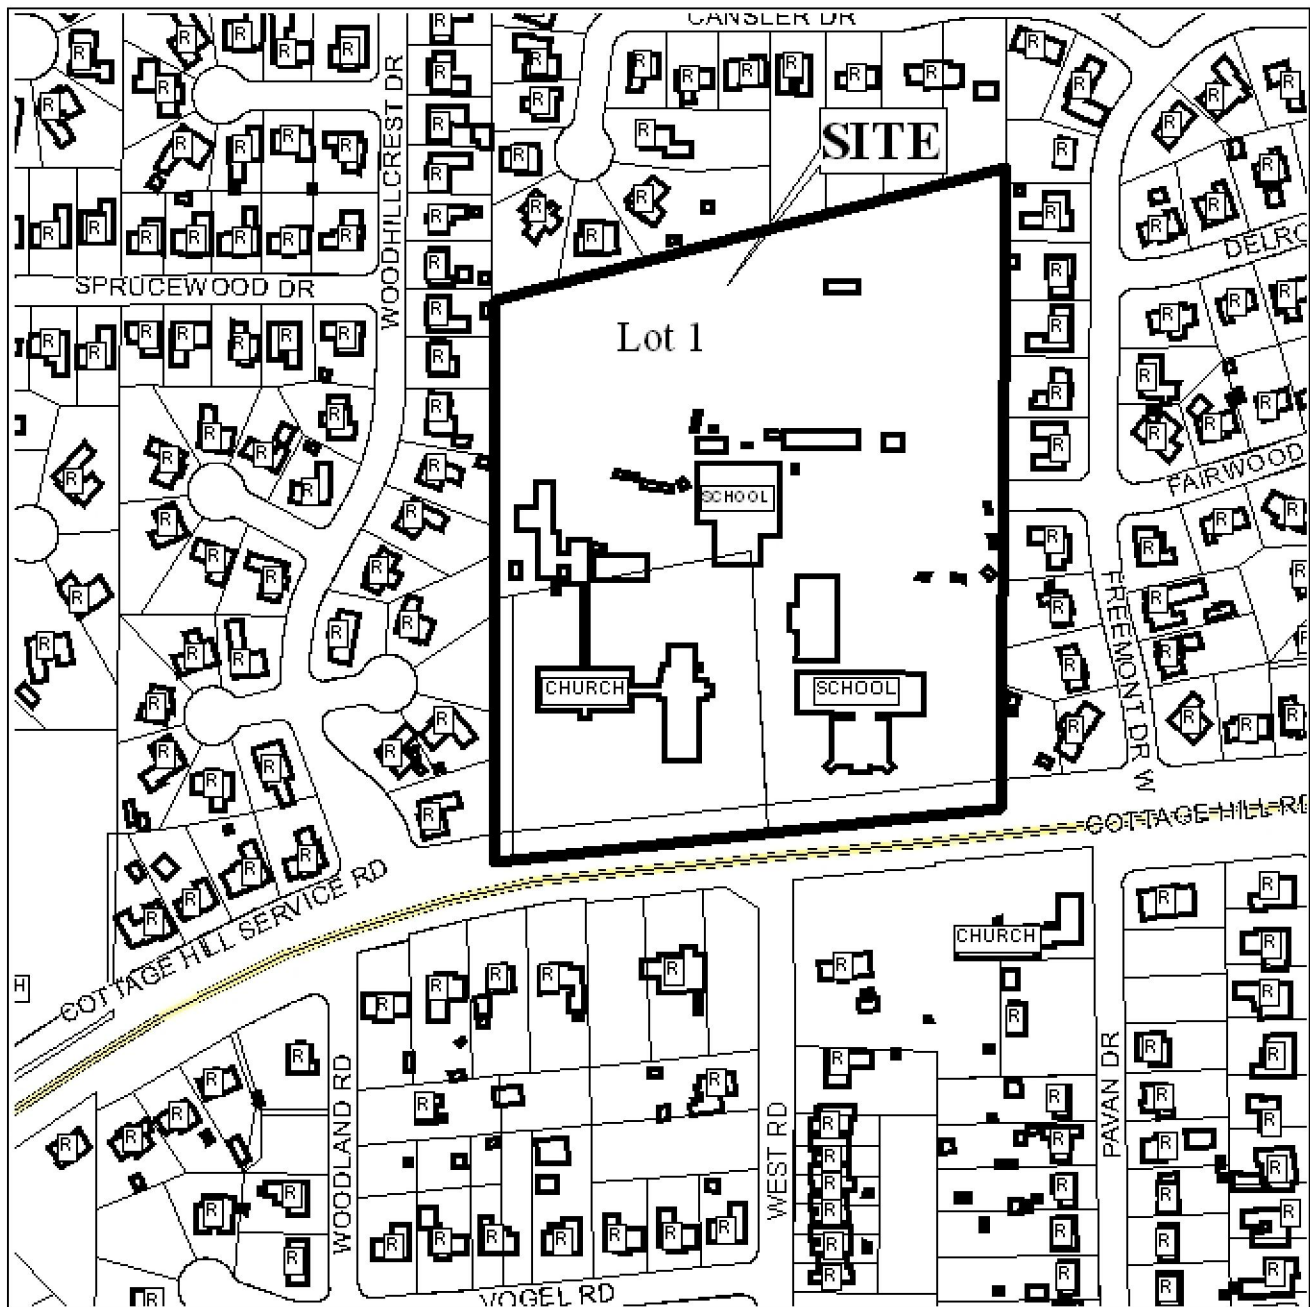 CANSLER DR
SITE
WOODHILLCREST DR
SPRUCEWOOD DR
DELRO
Lot 1
FAIRWOOD
SCHOOL
FREEMONT DR W
CHURCH
SCHOOL
COTTAGE HILL RD
COTTAGE HILL SERVICE RD
CHURCH
H
WOODLAND RD
WEST RD
PAVAN DR
VOGEL RD
R